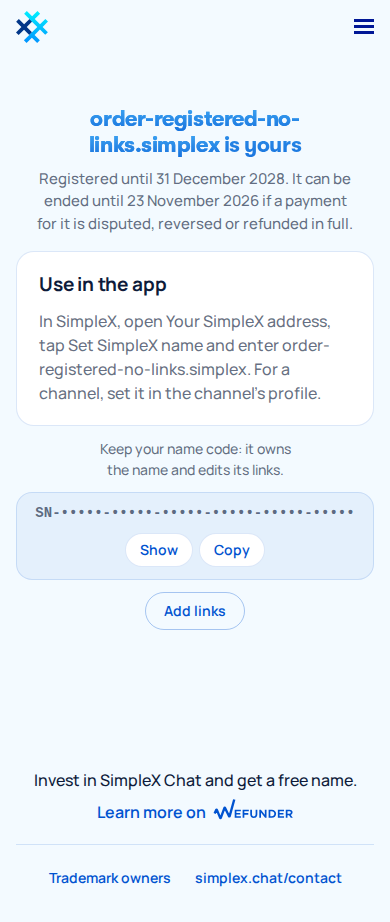 order-registered-no-
links.simplex is yours
Registered until 31 December 2028. It can be
ended until 23 November 2026 if a payment
for it is disputed, reversed or refunded in full.
Use in the app
In SimpleX, open Your SimpleX address,
tap Set SimpleX name and enter order-
registered-no-links.simplex. For a
channel, set it in the channel's profile.
Keep your name code: it owns
the name and edits its links.
SN-•••••-•••••-•••••-•••••-•••••-•••••
Show Copy
Add links
Invest in SimpleX Chat and get a free name.
Learn more on WEFUNDER
Trademark owners simplex.chat/contact